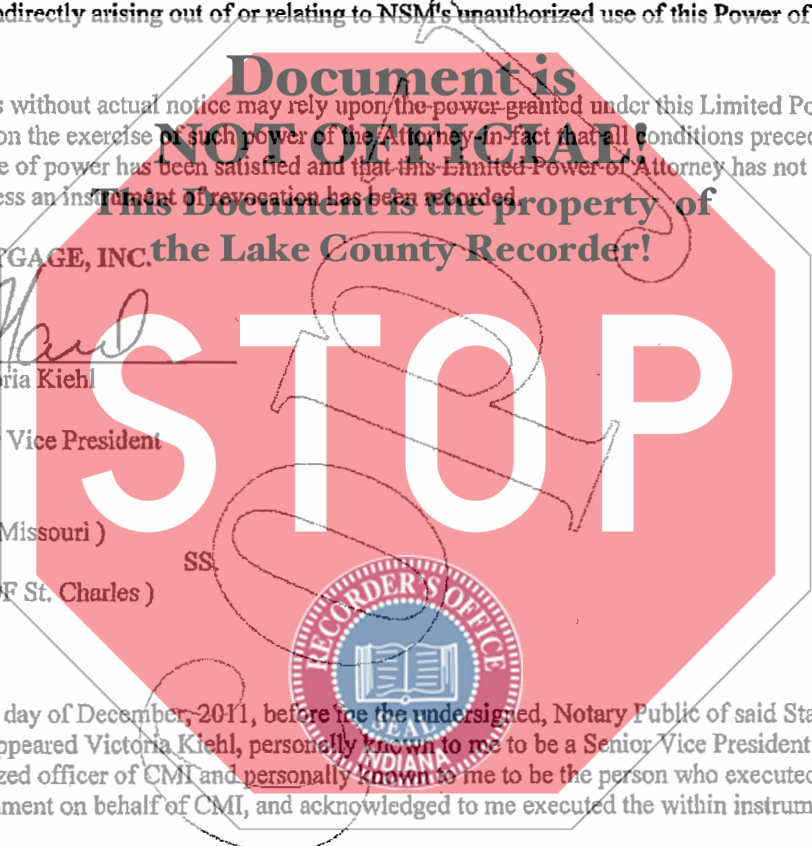 ndirectly arising out of or relating to NSM's unauthorized use of this Power of
Document is
s without actual notice may rely upon the power granted under this Limited Po
on the exercise of such power of the Attorney-in-fact that all conditions preced
NOT OFFICIAL!
e of power has been satisfied and that this Limited Power of Attorney has not
ess an instrument of revocation has been recorded.
This Document is the property of
the Lake County Recorder!
TGAGE, INC.
STOP
oria Kiehl
Vice President
Missouri )
SS.
F St. Charles )
RECORDER'S OFFICE
SEAL
INDIANA
day of December, 2011, before me the undersigned, Notary Public of said Sta
ppeared Victoria Kiehl, personally known to me to be a Senior Vice President
zed officer of CMI and personally known to me to be the person who executed
ment on behalf of CMI, and acknowledged to me executed the within instrum
COPY